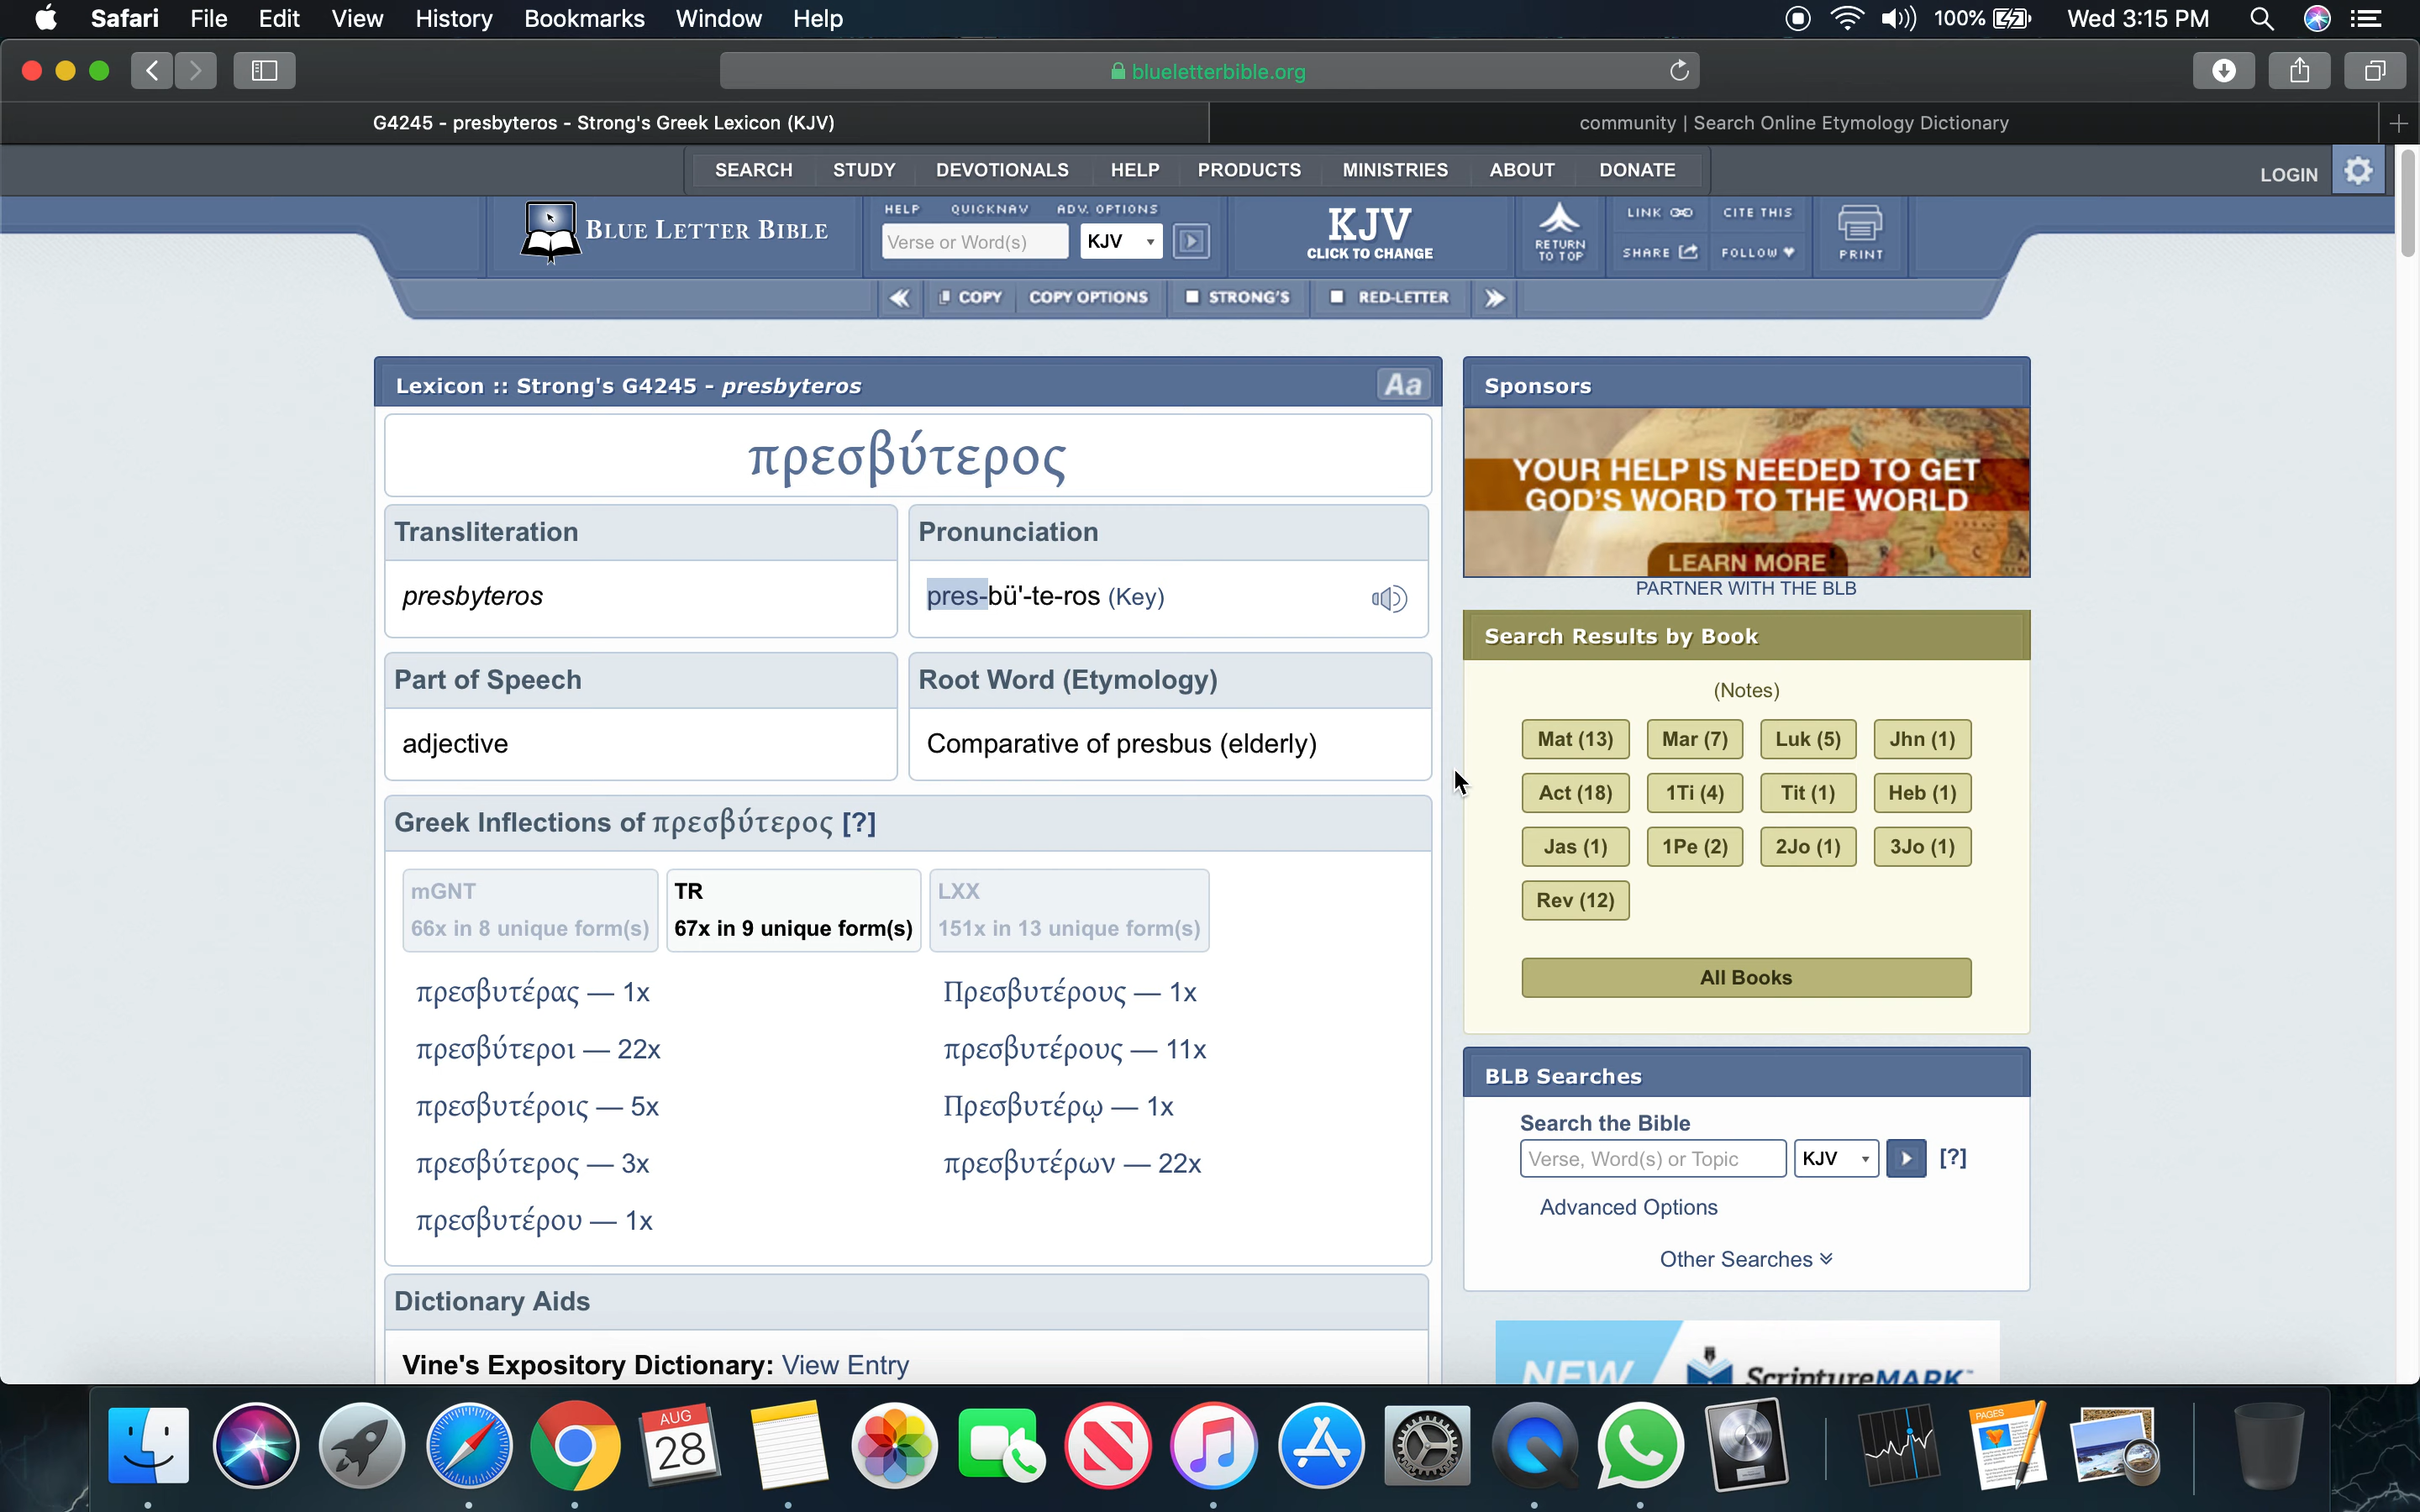 Safari File Edit View History Bookmarks Window Help 100% Wed 3:15 PM
blueletterbible.org
G4245 - presbyteros - Strong's Greek Lexicon (KJV)
community | Search Online Etymology Dictionary
SEARCH STUDY DEVOTIONALS HELP PRODUCTS MINISTRIES ABOUT DONATE
LOGIN
BLUE LETTER BIBLE
HELP QUICKNAV ADV. OPTIONS
Verse or Word(s) KJV
KJV
CLICK TO CHANGE
RETURN
TO TOP
LINK CITE THIS
SHARE FOLLOW
PRINT
COPY COPY OPTIONS STRONG'S RED-LETTER
Lexicon :: Strong's G4245 - presbyteros Aa
πρεσβύτερος
Transliteration
presbyteros
Pronunciation
pres-bü'-te-ros (Key)
Part of Speech
adjective
Root Word (Etymology)
Comparative of presbus (elderly)
Greek Inflections of πρεσβύτερος [?]
mGNT
66x in 8 unique form(s)
TR
67x in 9 unique form(s)
LXX
151x in 13 unique form(s)
πρεσβυτέρας — 1x
πρεσβύτεροι — 22x
πρεσβυτέροις — 5x
πρεσβύτερος — 3x
πρεσβυτέρου — 1x
Πρεσβυτέρους — 1x
πρεσβυτέρους — 11x
Πρεσβυτέρῳ — 1x
πρεσβυτέρων — 22x
Dictionary Aids
Vine's Expository Dictionary: View Entry
Sponsors
YOUR HELP IS NEEDED TO GET
GOD'S WORD TO THE WORLD
LEARN MORE
PARTNER WITH THE BLB
Search Results by Book
(Notes)
Mat (13) Mar (7) Luk (5) Jhn (1)
Act (18) 1Ti (4) Tit (1) Heb (1)
Jas (1) 1Pe (2) 2Jo (1) 3Jo (1)
Rev (12)
All Books
BLB Searches
Search the Bible
Verse, Word(s) or Topic KJV [?]
Advanced Options
Other Searches
NEW ScriptureMARK
AUG
28
PAGES